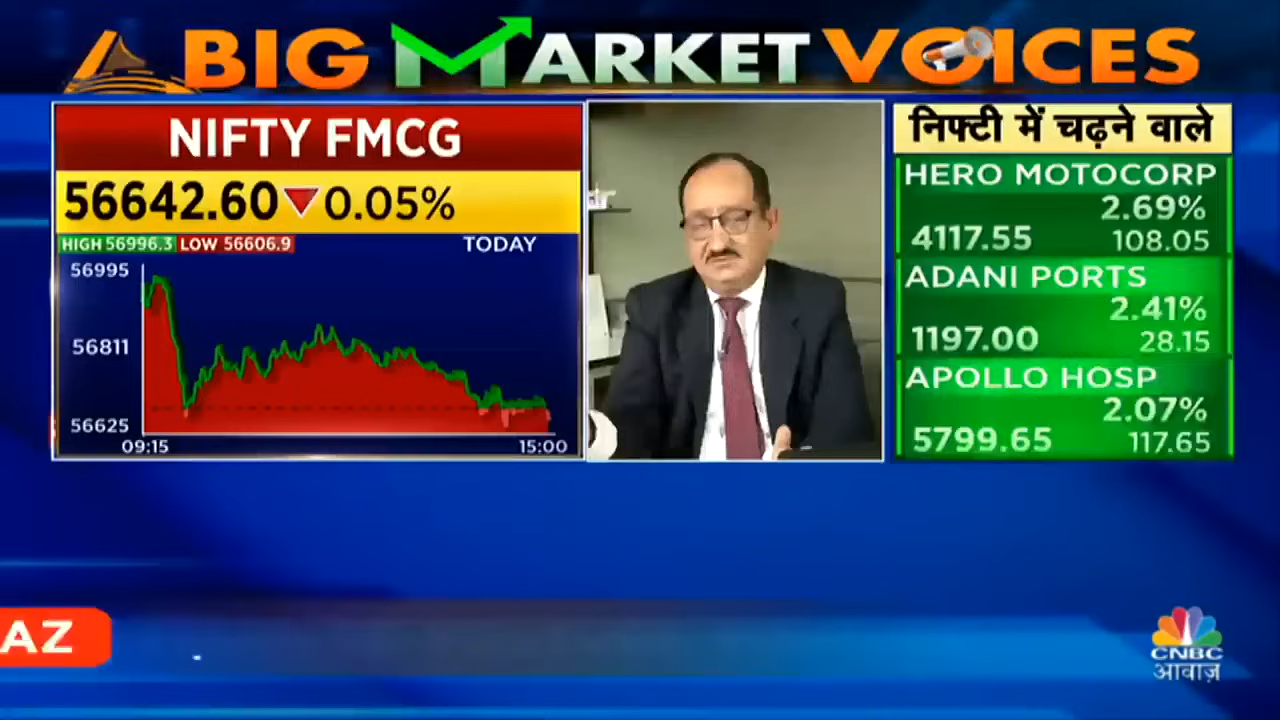 BIG MARKET VOICES
NIFTY FMCG
56642.60 ▼ 0.05%
HIGH 56996.3 LOW 56606.9 TODAY
56995
56811
56625
09:15 15:00
निफ्टी में चढ़ने वाले
HERO MOTOCORP
2.69%
4117.55 108.05
ADANI PORTS
2.41%
1197.00 28.15
APOLLO HOSP
2.07%
5799.65 117.65
AZ
CNBC
आवाज़